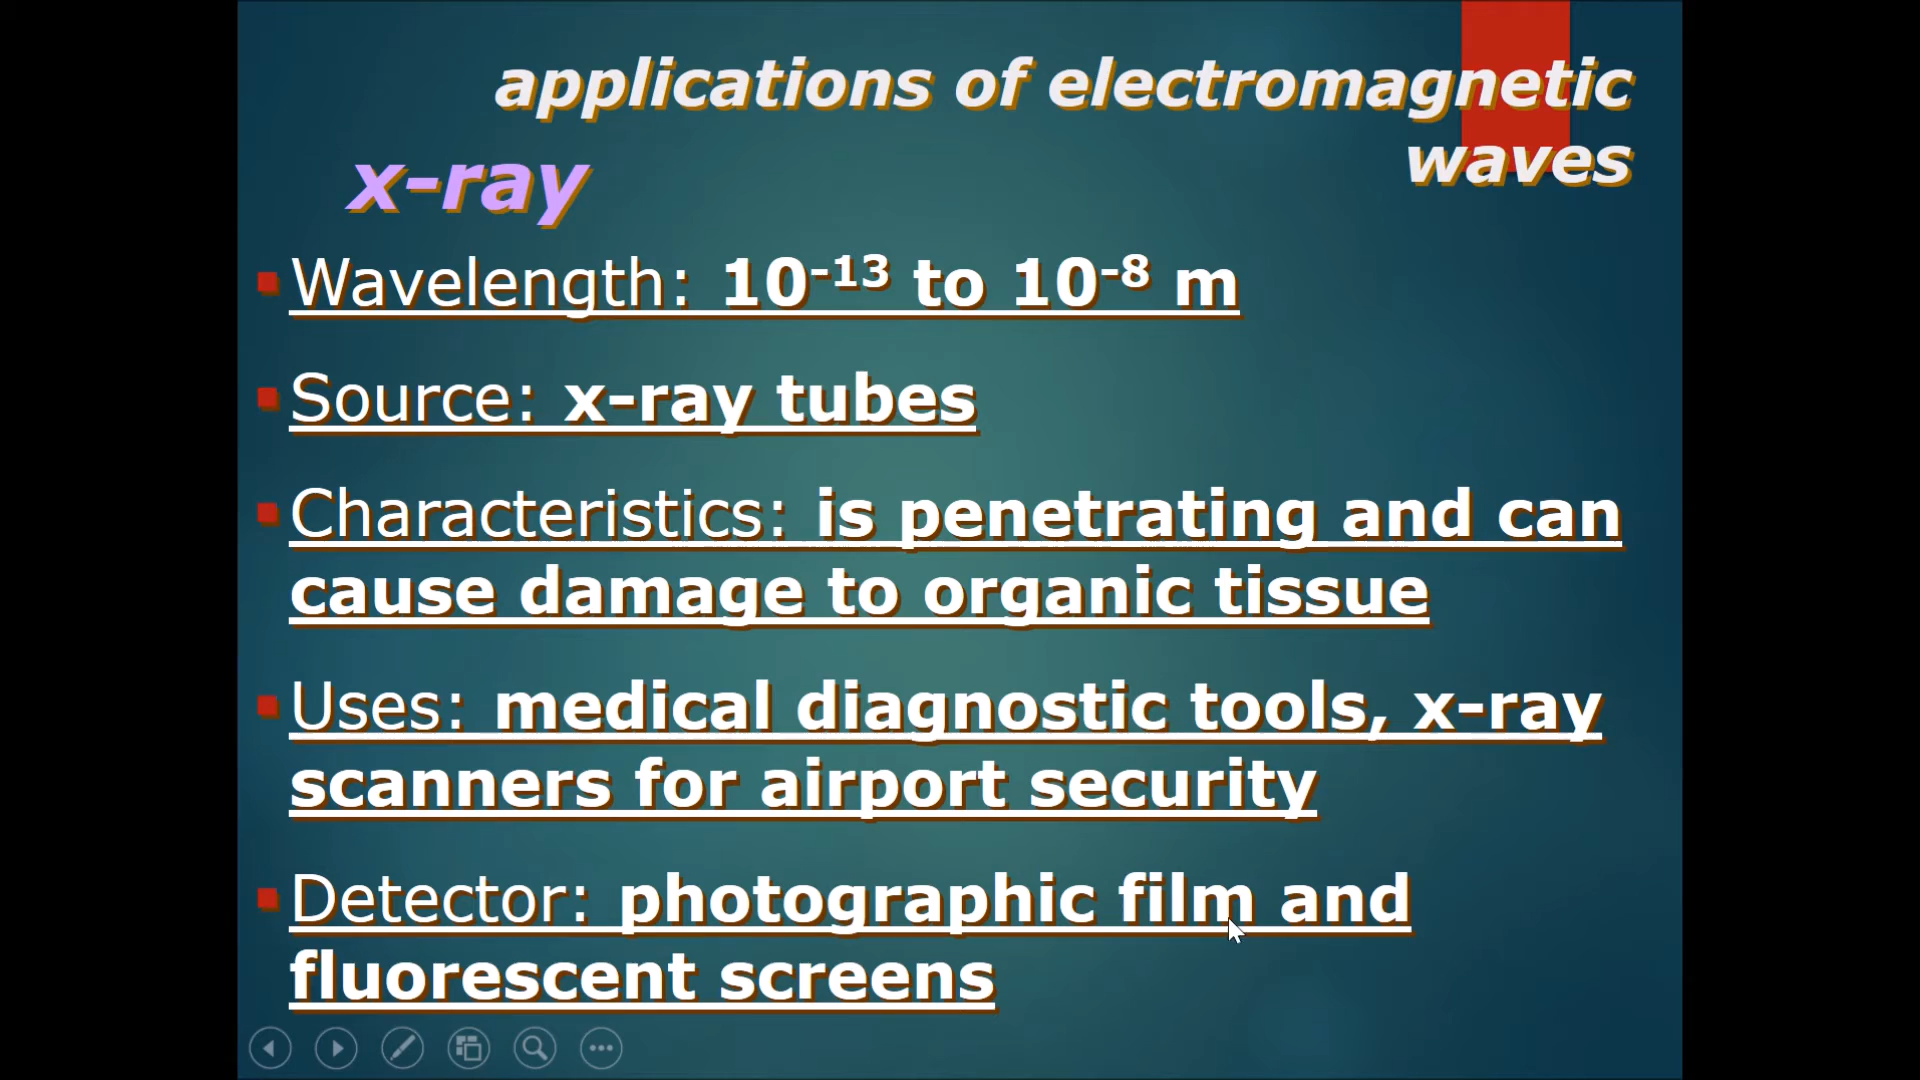 applications of electromagnetic
waves
x-ray
Wavelength: 10⁻¹³ to 10⁻⁸ m
Source: x-ray tubes
Characteristics: is penetrating and can
cause damage to organic tissue
Uses: medical diagnostic tools, x-ray
scanners for airport security
Detector: photographic film and
fluorescent screens